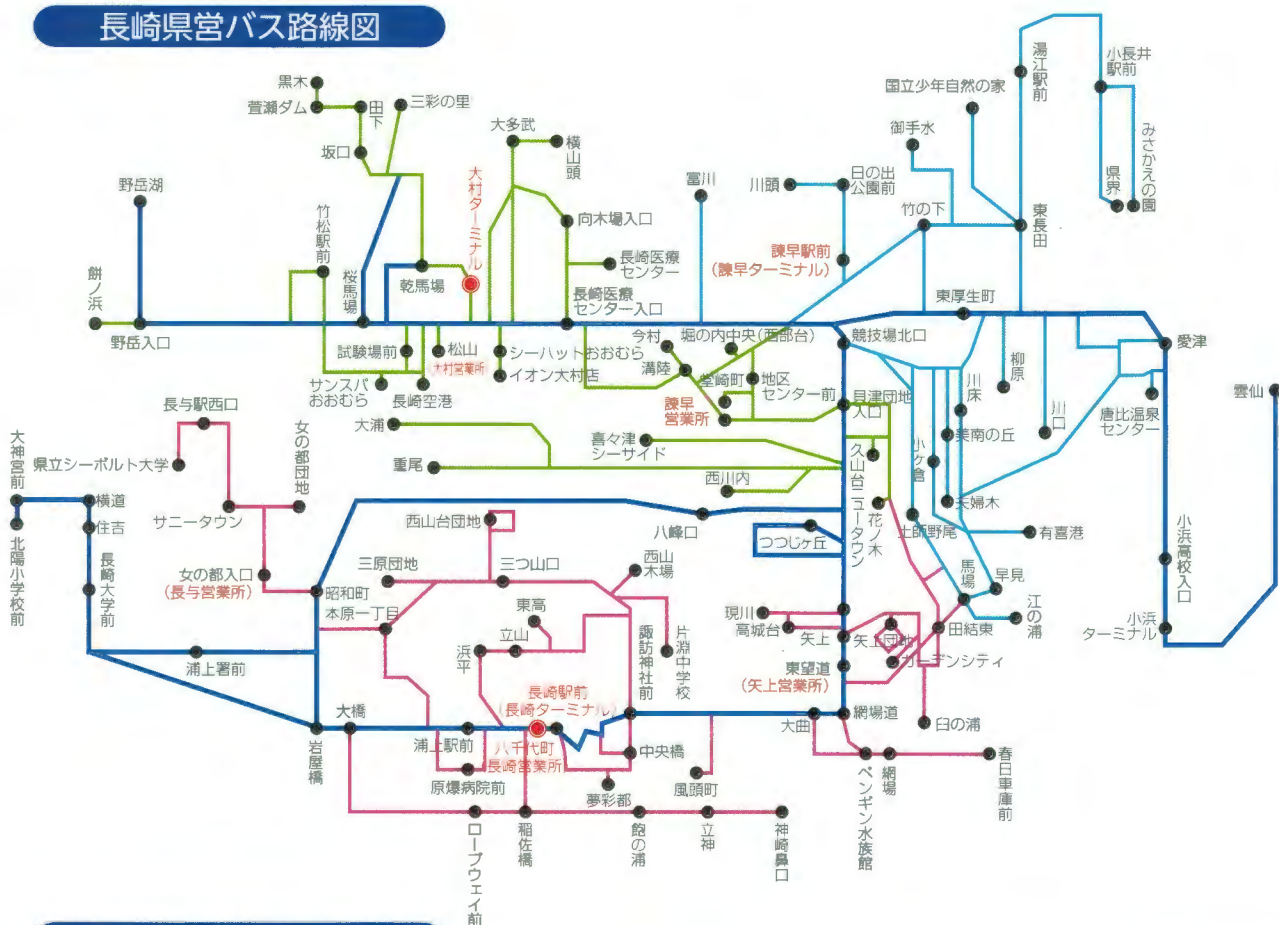 長崎県営バス路線図
黒木
萱瀬ダム
田下
三彩の里
坂口
大多武
横山頭
野岳湖
竹松駅前
桜馬場
大村ターミナル
乾馬場
向木場入口
長崎医療
センター
長崎医療
センター入口
餅ノ浜
野岳入口
試験場前
松山
大村営業所
シーハットおおむら
イオン大村店
サンスパ
おおむら
長崎空港
富川
川頭
日の出
公園前
諫早駅前
(諫早ターミナル)
国立少年自然の家
御手水
竹の下
湯江駅前
小長井
駅前
みさかえの園
県界
東長田
東厚生町
競技場北口
愛津
今村
堀の内中央(西部台)
溝陸
堂崎町
地区
センター前
諫早
営業所
貝津団地
入口
柳原
川床
川口
唐比温泉
センター
雲仙
美南の丘
小ヶ倉
夫婦木
有喜港
土師野尾
久山台ニュータウン
花ノ木
馬場
早見
江の浦
小浜高校入口
小浜
ターミナル
大浦
重尾
喜々津
シーサイド
西川内
長与駅西口
県立シーボルト大学
女の都団地
サニータウン
女の都入口
(長与営業所)
大神宮前
横道
住吉
北陽小学校前
長崎大学前
昭和町
八峰口
つつじヶ丘
西山台団地
三原団地
三つ山口
西山
木場
本原一丁目
東高
立山
浜平
諏訪神社前
片淵中学校
現川
高城台
矢上
矢上団地
田結東
ガーデンシティ
東望道
(矢上営業所)
浦上署前
岩屋橋
大橋
浦上駅前
長崎駅前
(長崎ターミナル)
八千代町
長崎営業所
原爆病院前
中央橋
夢彩都
風頭町
大曲
網場道
臼の浦
ペンギン水族館
網場
春日車庫前
ロープウェイ前
稲佐橋
飽の浦
立神
神崎鼻口